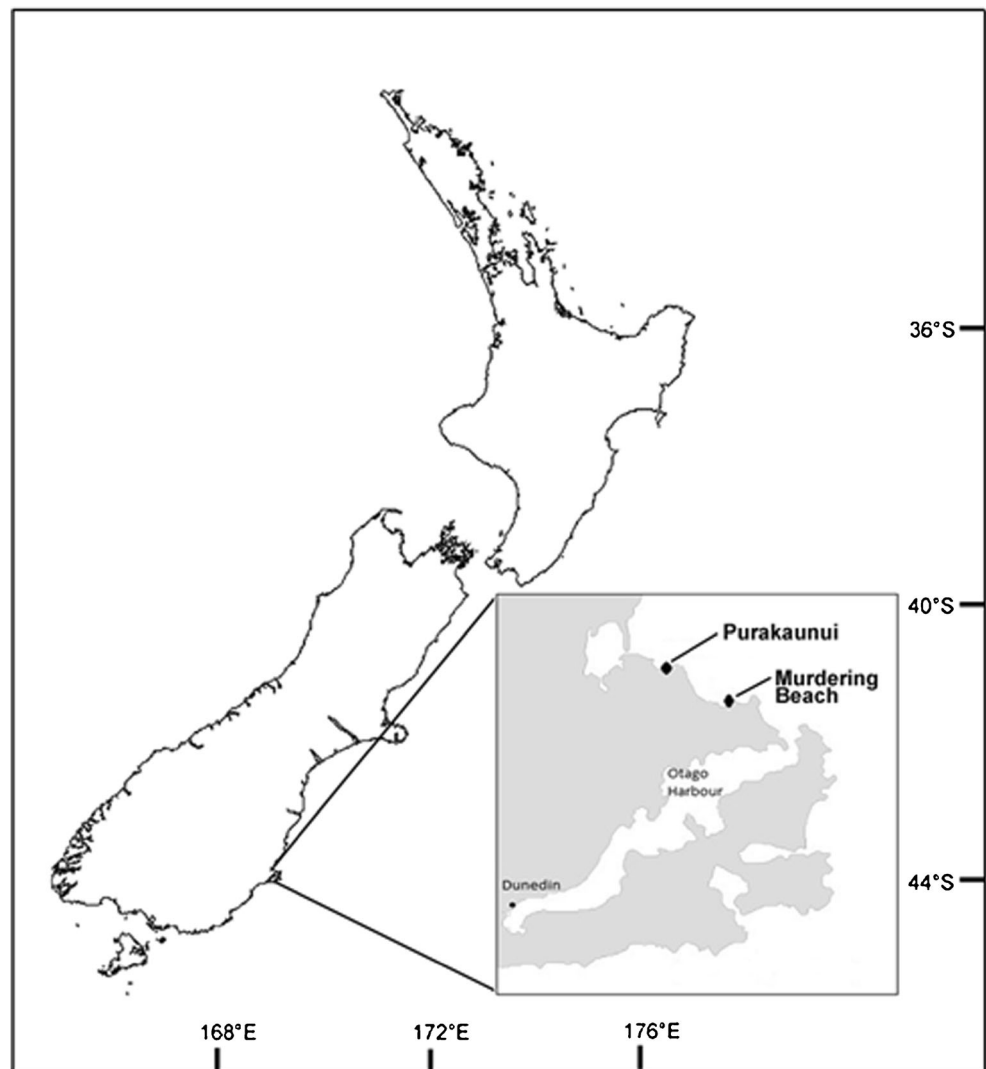 36°S
40°S
Purakaunui
Murdering
Beach
Otago
Harbour
44°S
Dunedin
168°E
172°E
176°E